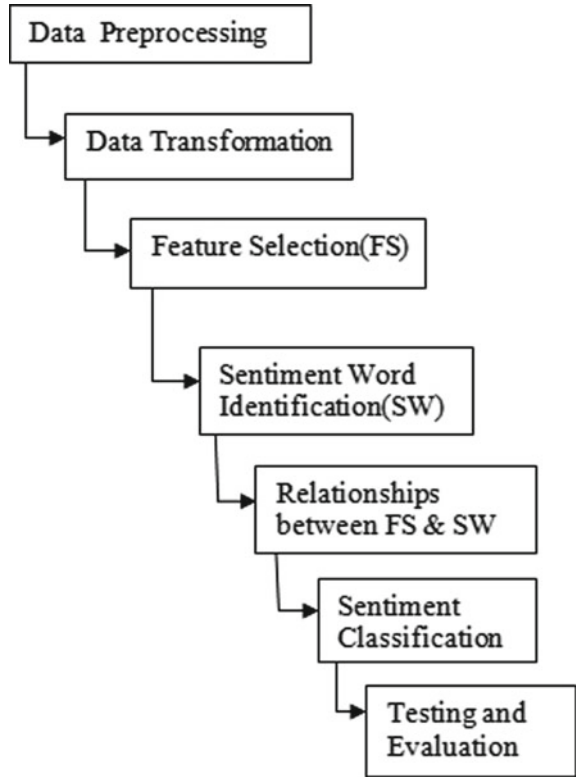 Data Preprocessing
Data Transformation
Feature Selection(FS)
Sentiment Word
Identification(SW)
Relationships
between FS & SW
Sentiment
Classification
Testing and
Evaluation